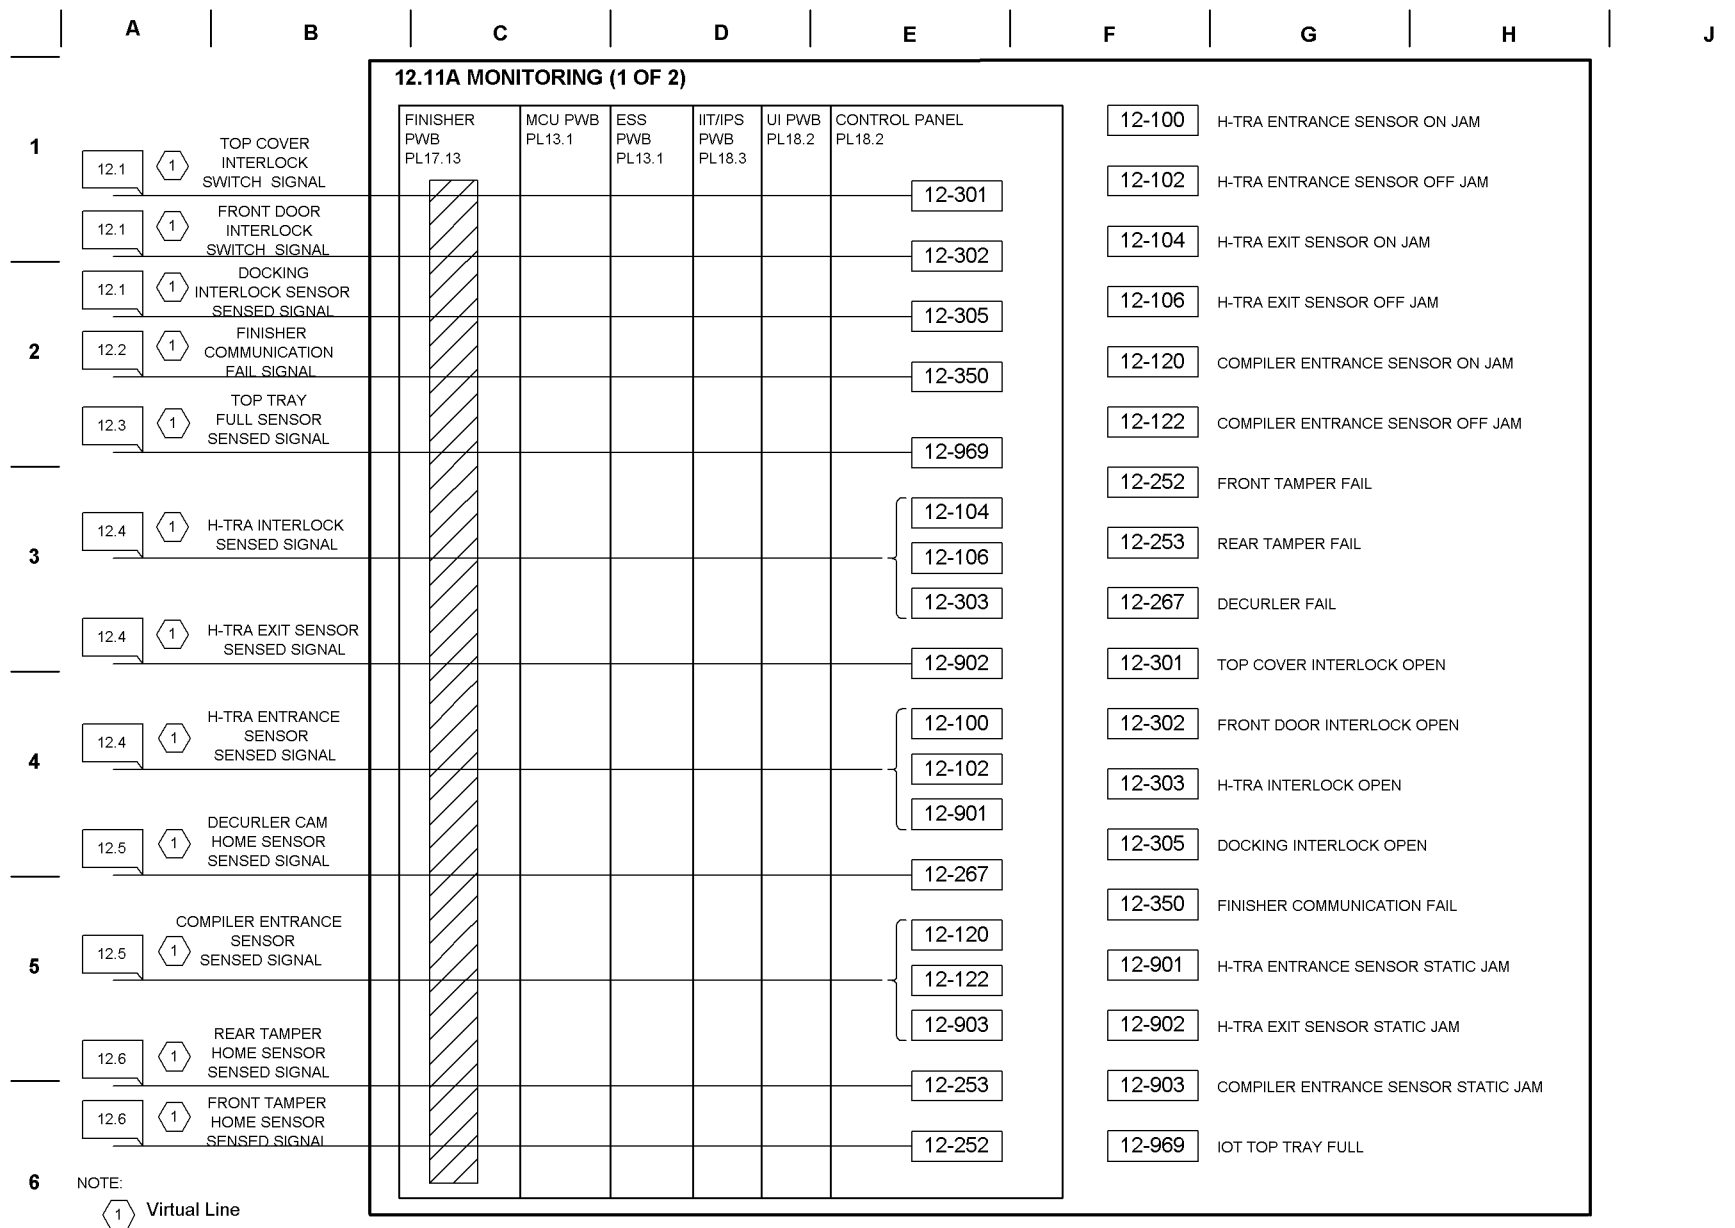 A B C D E F G H J
12.11A MONITORING (1 OF 2)
FINISHER
PWB
PL17.13
MCU PWB
PL13.1
ESS
PWB
PL13.1
IIT/IPS
PWB
PL18.3
UI PWB
PL18.2
CONTROL PANEL
PL18.2
1
2
3
4
5
6
12.1
1
TOP COVER
INTERLOCK
SWITCH SIGNAL
12-301
12.1
1
FRONT DOOR
INTERLOCK
SWITCH SIGNAL
12-302
12.1
1
DOCKING
INTERLOCK SENSOR
SENSED SIGNAL
12-305
12.2
1
FINISHER
COMMUNICATION
FAIL SIGNAL
12-350
12.3
1
TOP TRAY
FULL SENSOR
SENSED SIGNAL
12-969
12.4
1
H-TRA INTERLOCK
SENSED SIGNAL
12-104
12-106
12-303
12.4
1
H-TRA EXIT SENSOR
SENSED SIGNAL
12-902
12.4
1
H-TRA ENTRANCE
SENSOR
SENSED SIGNAL
12-100
12-102
12-901
12.5
1
DECURLER CAM
HOME SENSOR
SENSED SIGNAL
12-267
12.5
1
COMPILER ENTRANCE
SENSOR
SENSED SIGNAL
12-120
12-122
12-903
12.6
1
REAR TAMPER
HOME SENSOR
SENSED SIGNAL
12-253
12.6
1
FRONT TAMPER
HOME SENSOR
SENSED SIGNAL
12-252
12-100 H-TRA ENTRANCE SENSOR ON JAM
12-102 H-TRA ENTRANCE SENSOR OFF JAM
12-104 H-TRA EXIT SENSOR ON JAM
12-106 H-TRA EXIT SENSOR OFF JAM
12-120 COMPILER ENTRANCE SENSOR ON JAM
12-122 COMPILER ENTRANCE SENSOR OFF JAM
12-252 FRONT TAMPER FAIL
12-253 REAR TAMPER FAIL
12-267 DECURLER FAIL
12-301 TOP COVER INTERLOCK OPEN
12-302 FRONT DOOR INTERLOCK OPEN
12-303 H-TRA INTERLOCK OPEN
12-305 DOCKING INTERLOCK OPEN
12-350 FINISHER COMMUNICATION FAIL
12-901 H-TRA ENTRANCE SENSOR STATIC JAM
12-902 H-TRA EXIT SENSOR STATIC JAM
12-903 COMPILER ENTRANCE SENSOR STATIC JAM
12-969 IOT TOP TRAY FULL
NOTE:
1 Virtual Line